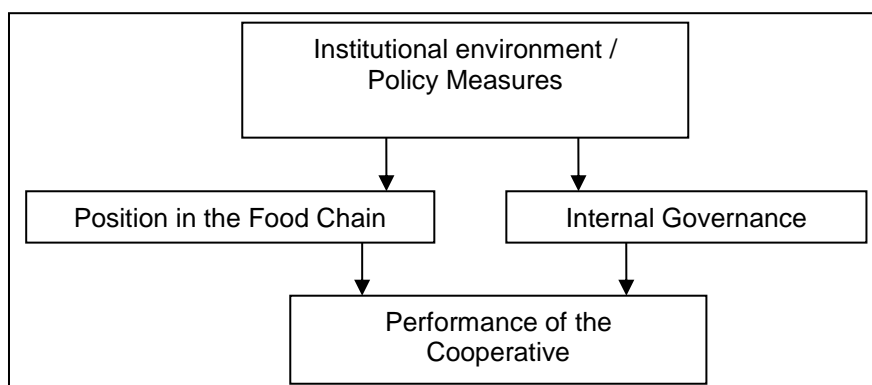 Institutional environment /
Policy Measures
Position in the Food Chain
Internal Governance
Performance of the
Cooperative